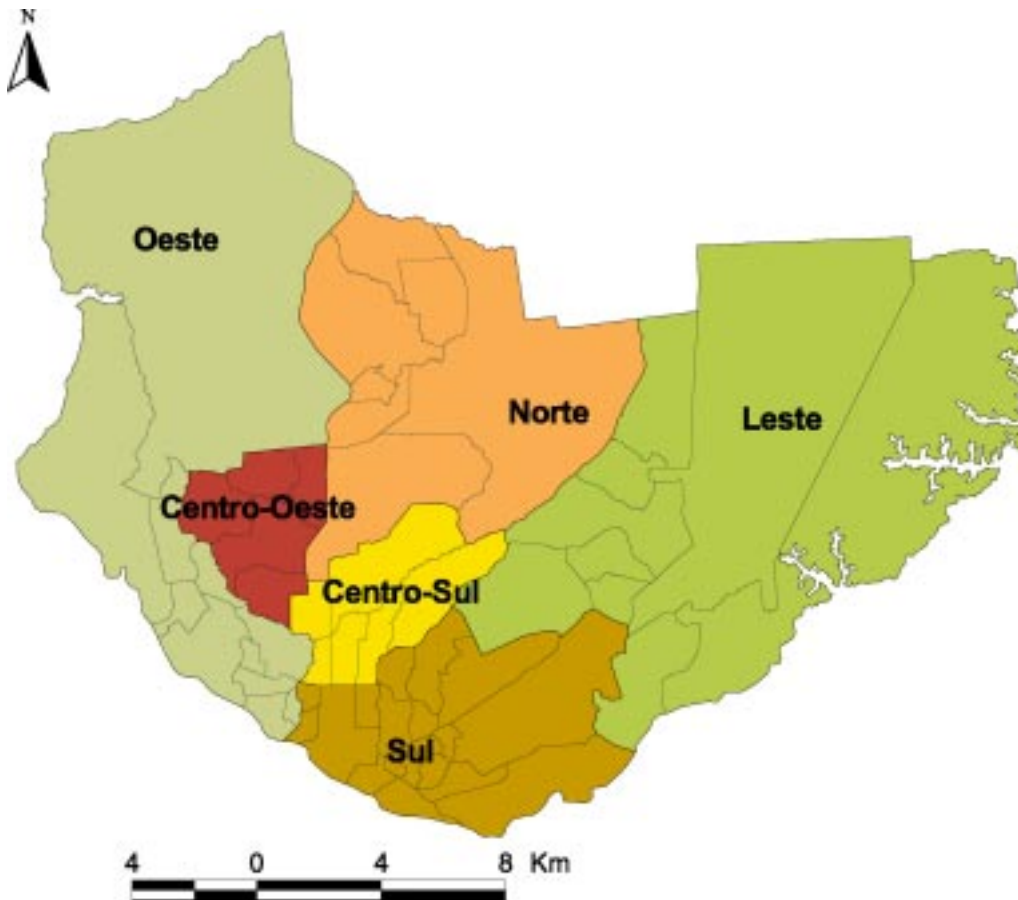 N
Oeste
Norte
Leste
Centro-Oeste
Centro-Sul
Sul
4 0 4 8 Km